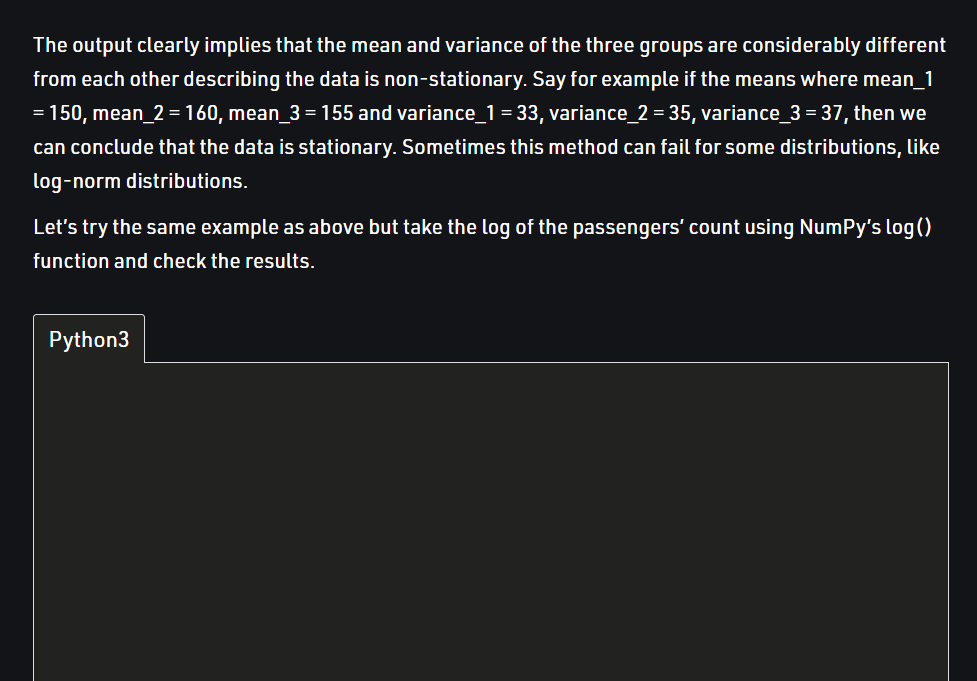 The output clearly implies that the mean and variance of the three groups are considerably different
from each other describing the data is non-stationary. Say for example if the means where mean_1
= 150, mean_2 = 160, mean_3 = 155 and variance_1 = 33, variance_2 = 35, variance_3 = 37, then we
can conclude that the data is stationary. Sometimes this method can fail for some distributions, like
log-norm distributions.
Let's try the same example as above but take the log of the passengers' count using NumPy's log()
function and check the results.
Python3